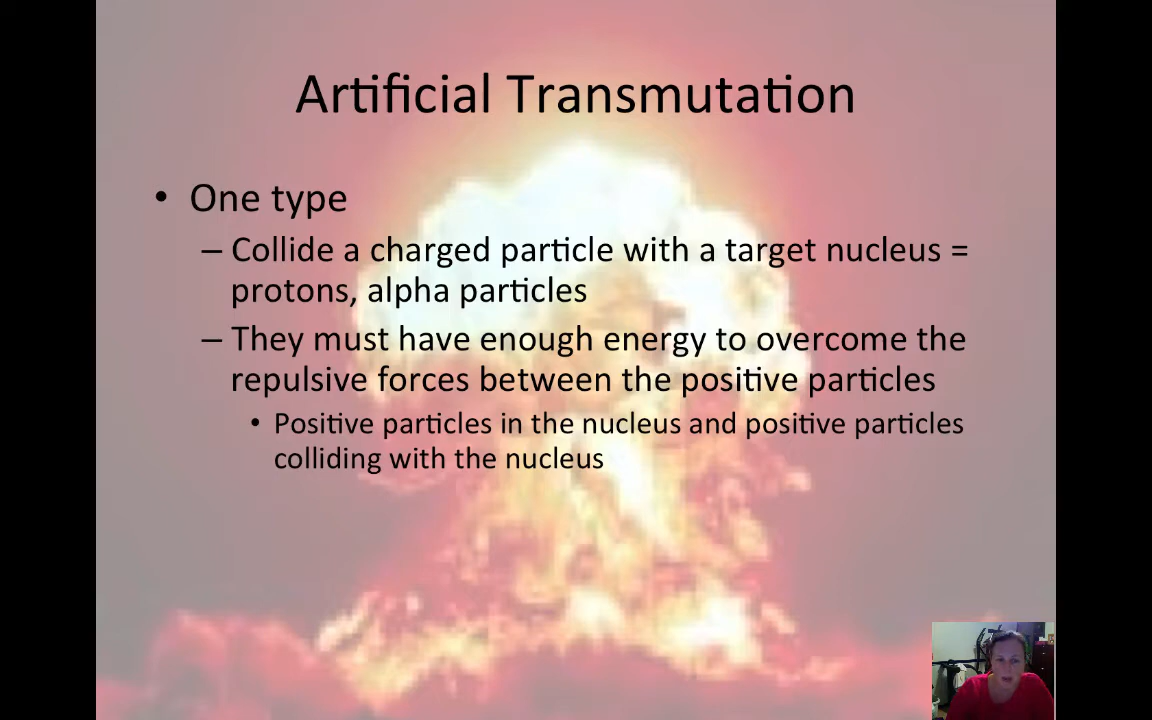 Artificial Transmutation
• One type
– Collide a charged particle with a target nucleus =
protons, alpha particles
– They must have enough energy to overcome the
repulsive forces between the positive particles
• Positive particles in the nucleus and positive particles
colliding with the nucleus